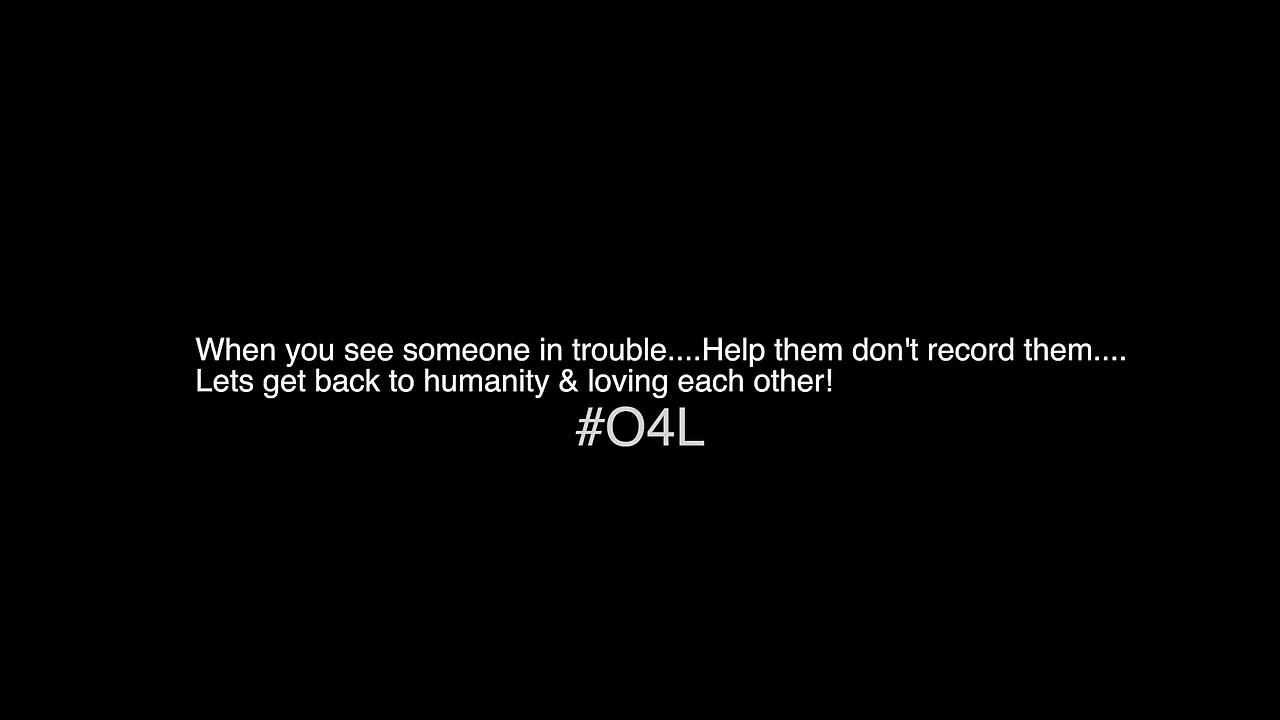 When you see someone in trouble....Help them don't record them....
Lets get back to humanity & loving each other!
#O4L